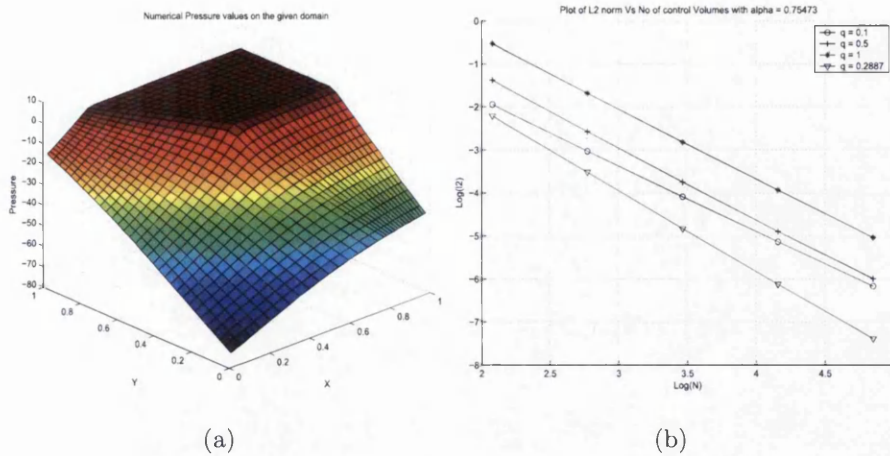 Numerical Pressure values on the given domain
10
0
−10
−20
−30
−40
−50
−60
−70
−80
Pressure
1
0.8
0.6
0.4
0.2
0
Y
0
0.2
0.4
0.6
0.8
1
X
(a)
Plot of L2 norm Vs No of control Volumes with alpha = 0.75473
q = 0.1
q = 0.5
q = 1
q = 0.2887
0
−1
−2
−3
−4
−5
−6
−7
−8
Log(l2)
2
2.5
3
3.5
4
4.5
Log(N)
(b)